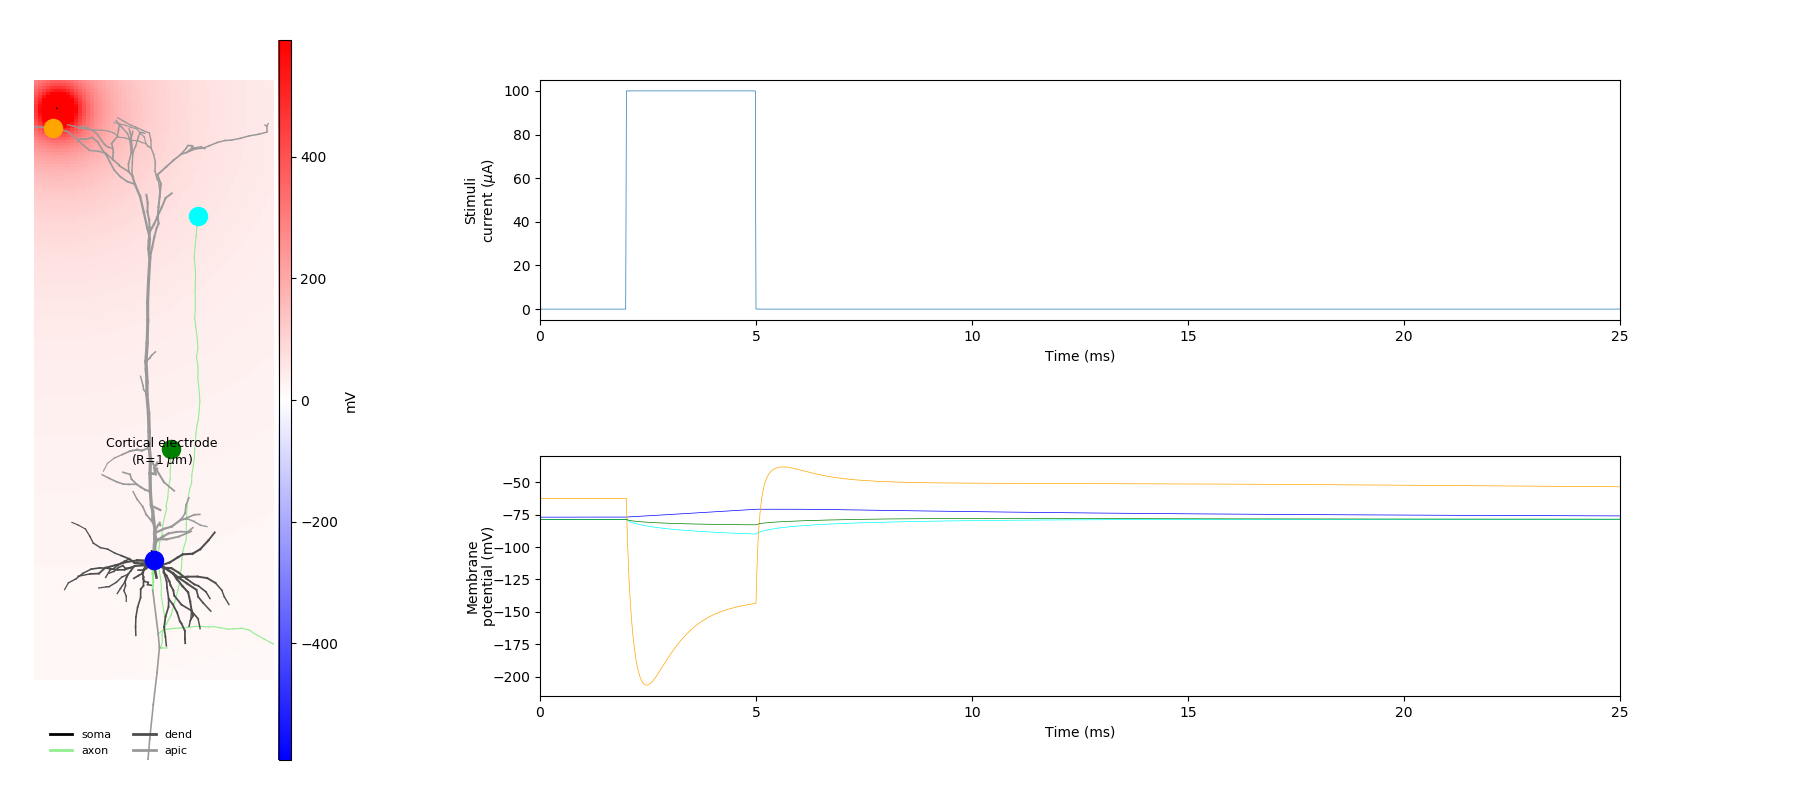 400
200
0
−200
−400
mV
Cortical electrode
(R=1 μm)
soma
dend
axon
apic
100
80
60
40
20
0
Stimuli
current (μA)
0
5
10
15
20
25
Time (ms)
−50
−75
−100
−125
−150
−175
−200
Membrane
potential (mV)
0
5
10
15
20
25
Time (ms)